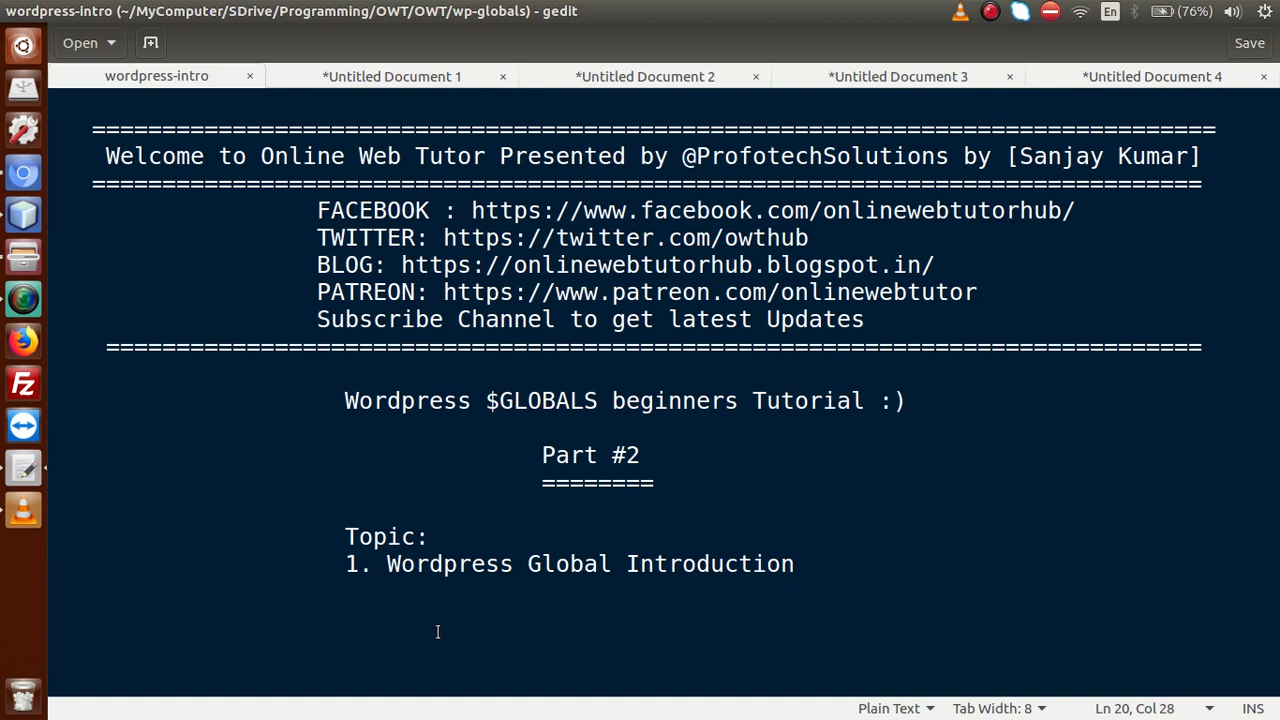 wordpress-intro (~/MyComputer/SDrive/Programming/OWT/OWT/wp-globals) - gedit
En (76%)
Open Save
wordpress-intro × *Untitled Document 1 × *Untitled Document 2 × *Untitled Document 3 × *Untitled Document 4 ×
================================================================================
Welcome to Online Web Tutor Presented by @ProfotechSolutions by [Sanjay Kumar]
===============================================================================
FACEBOOK : https://www.facebook.com/onlinewebtutorhub/
TWITTER: https://twitter.com/owthub
BLOG: https://onlinewebtutorhub.blogspot.in/
PATREON: https://www.patreon.com/onlinewebtutor
Subscribe Channel to get latest Updates
==============================================================================
Wordpress $GLOBALS beginners Tutorial :)
Part #2
========
Topic:
1. Wordpress Global Introduction
Plain Text Tab Width: 8 Ln 20, Col 28 INS